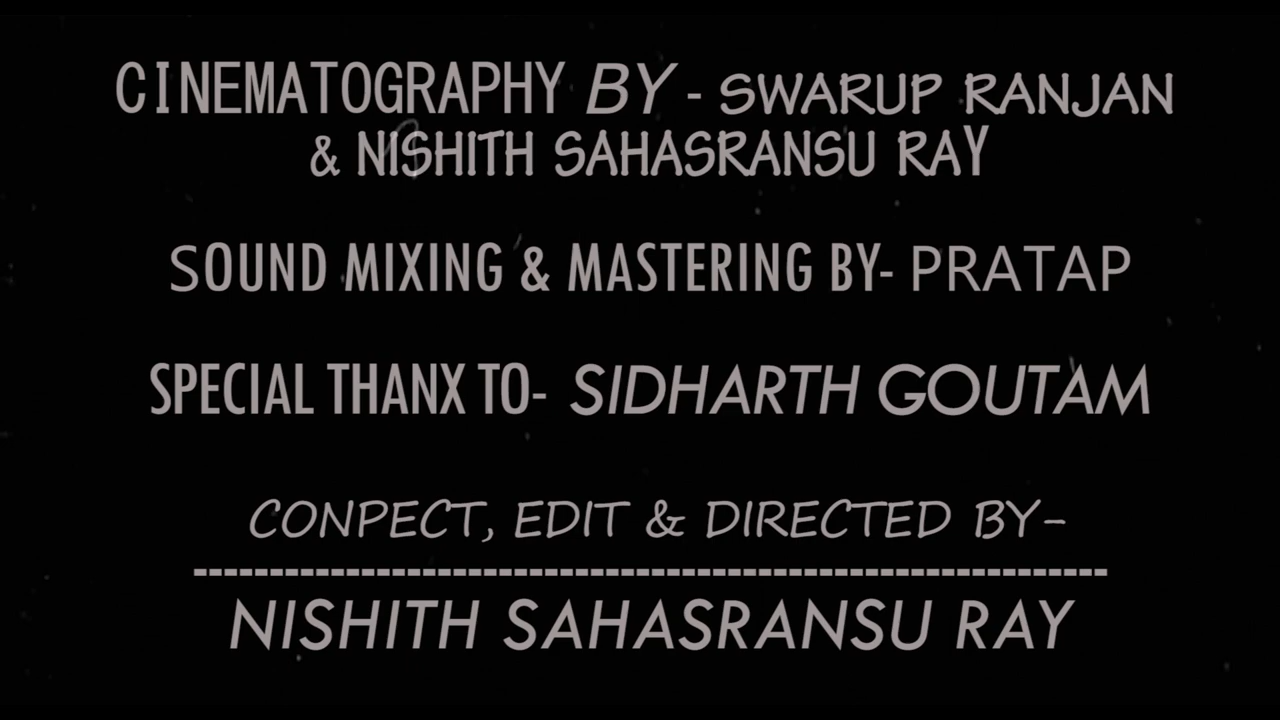 CINEMATOGRAPHY BY - SWARUP RANJAN
& NISHITH SAHASRANSU RAY
SOUND MIXING & MASTERING BY- PRATAP
SPECIAL THANX TO- SIDHARTH GOUTAM
CONPECT, EDIT & DIRECTED BY-
-------------------------------------------------------------
NISHITH SAHASRANSU RAY